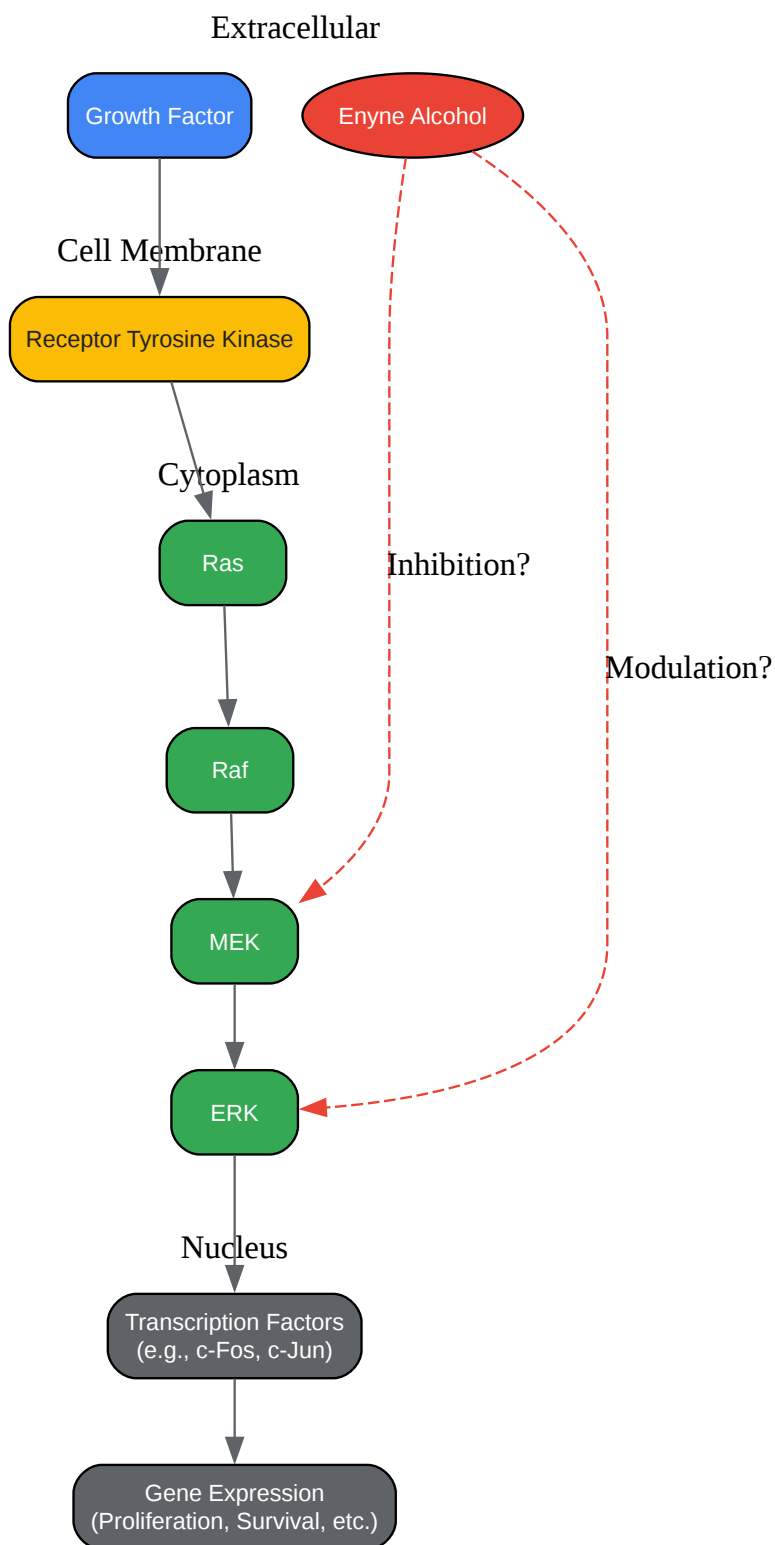 Extracellular
Growth Factor
Enyne Alcohol
Cell Membrane
Receptor Tyrosine Kinase
Cytoplasm
Ras
Inhibition?
Modulation?
Raf
MEK
ERK
Nucleus
Transcription Factors
(e.g., c-Fos, c-Jun)
Gene Expression
(Proliferation, Survival, etc.)